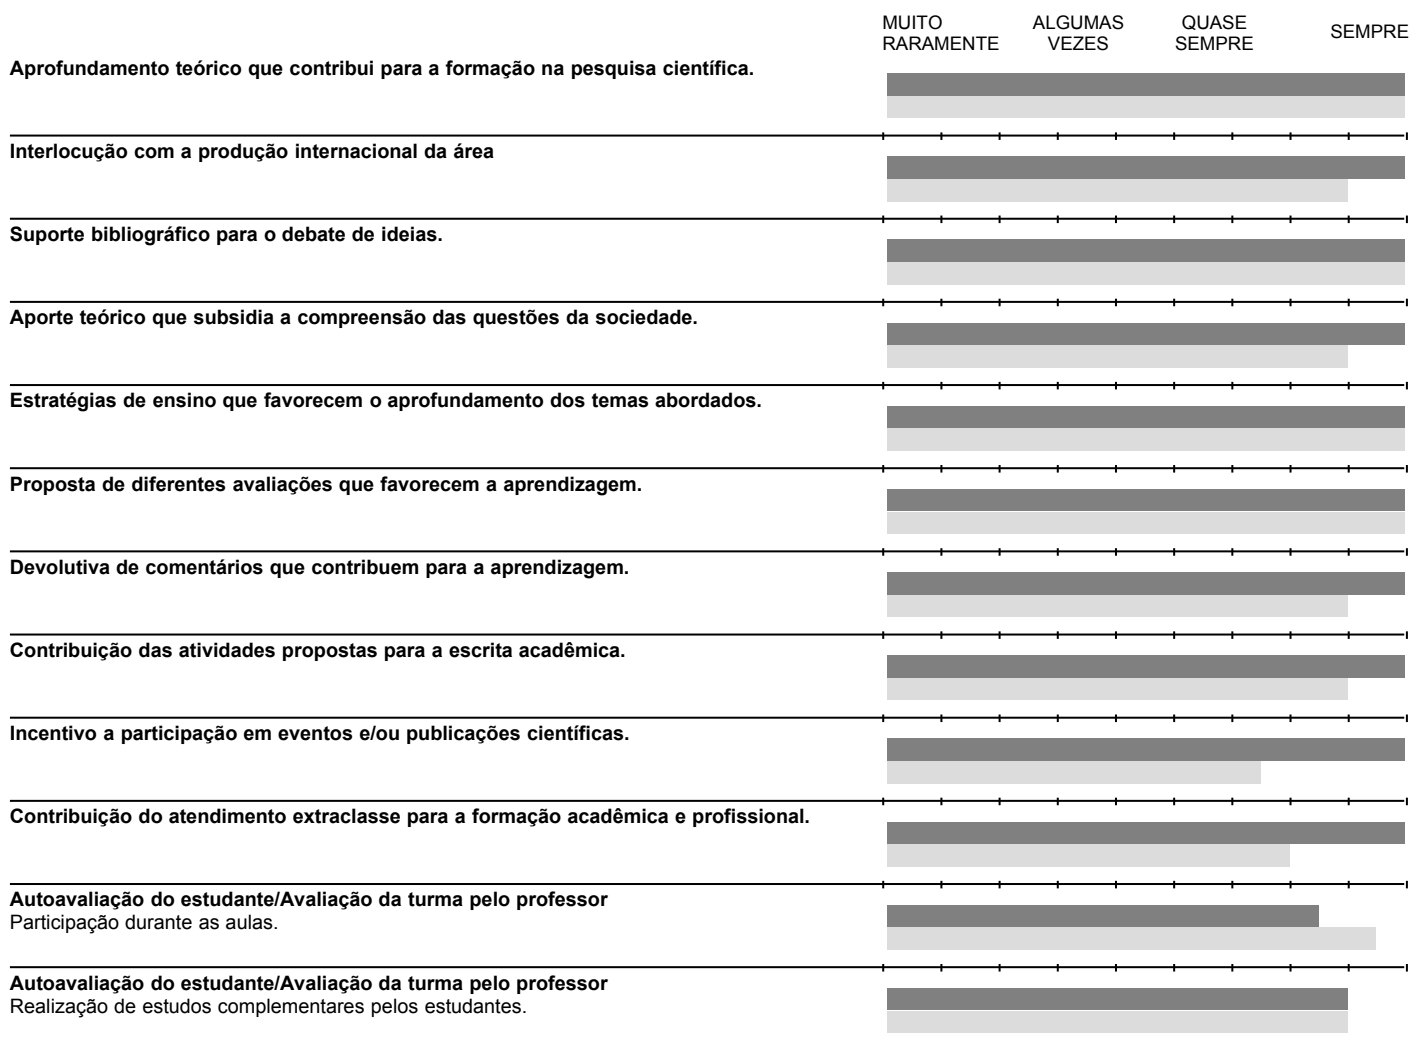 MUITO RARAMENTE
ALGUMAS VEZES
QUASE SEMPRE
SEMPRE
Aprofundamento teórico que contribui para a formação na pesquisa científica.
Interlocução com a produção internacional da área
Suporte bibliográfico para o debate de ideias.
Aporte teórico que subsidia a compreensão das questões da sociedade.
Estratégias de ensino que favorecem o aprofundamento dos temas abordados.
Proposta de diferentes avaliações que favorecem a aprendizagem.
Devolutiva de comentários que contribuem para a aprendizagem.
Contribuição das atividades propostas para a escrita acadêmica.
Incentivo a participação em eventos e/ou publicações científicas.
Contribuição do atendimento extraclasse para a formação acadêmica e profissional.
Autoavaliação do estudante/Avaliação da turma pelo professor
Participação durante as aulas.
Autoavaliação do estudante/Avaliação da turma pelo professor
Realização de estudos complementares pelos estudantes.